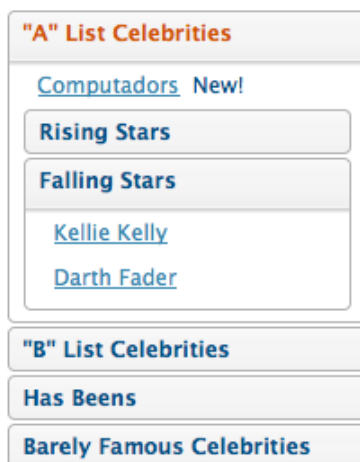 "A" List Celebrities
Computadors New!
Rising Stars
Falling Stars
Kellie Kelly
Darth Fader
"B" List Celebrities
Has Beens
Barely Famous Celebrities